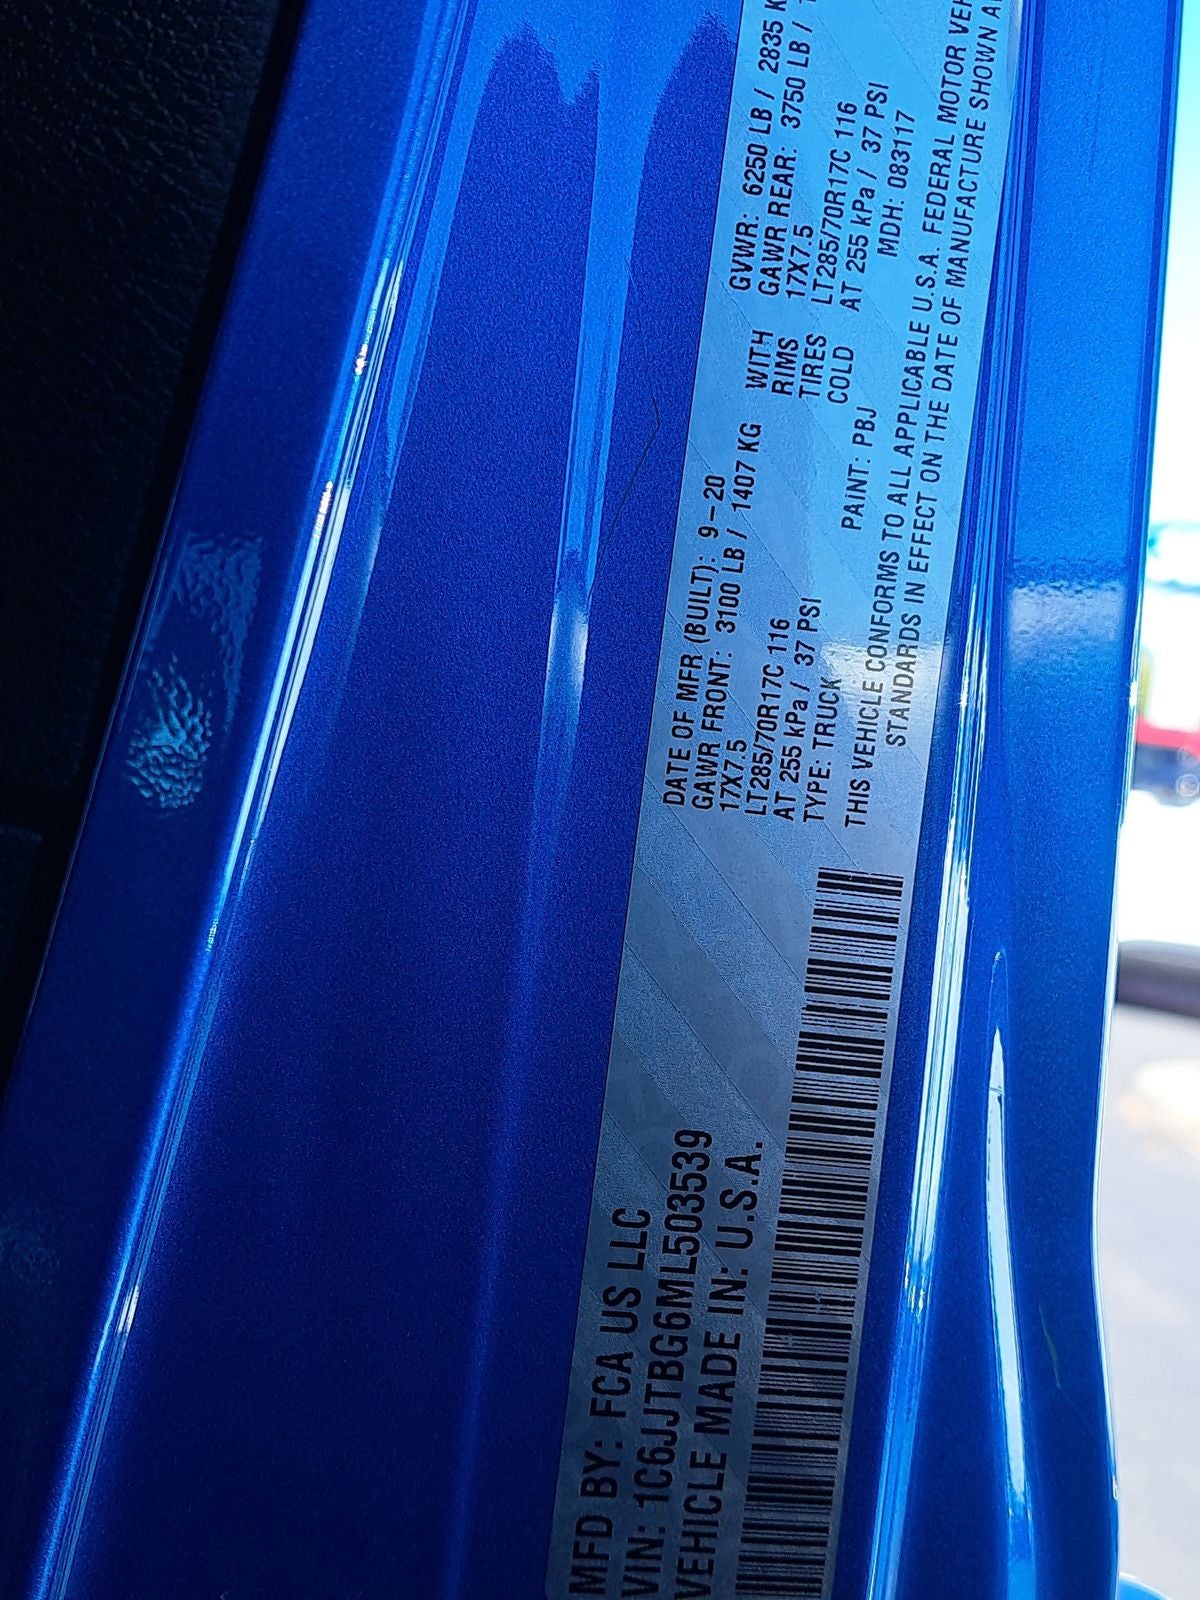 MFD BY: FCA US LLC
VIN: 1C6JJTBG6ML503539
VEHICLE MADE IN: U.S.A.
DATE OF MFR (BUILT): 9-20
GAWR FRONT: 3100 LB / 1407 KG WITH
17X7.5 RIMS
LT285/70R17C 116 TIRES
AT 255 kPa / 37 PSI COLD
TYPE: TRUCK PAINT: PBJ
GVWR: 6250 LB / 2835
GAWR REAR: 3750 LB /
17X7.5
LT285/70R17C 116
AT 255 kPa / 37 PSI
MDH: 083117
THIS VEHICLE CONFORMS TO ALL APPLICABLE U.S.A. FEDERAL MOTOR
STANDARDS IN EFFECT ON THE DATE OF MANUFACTURE SHOWN